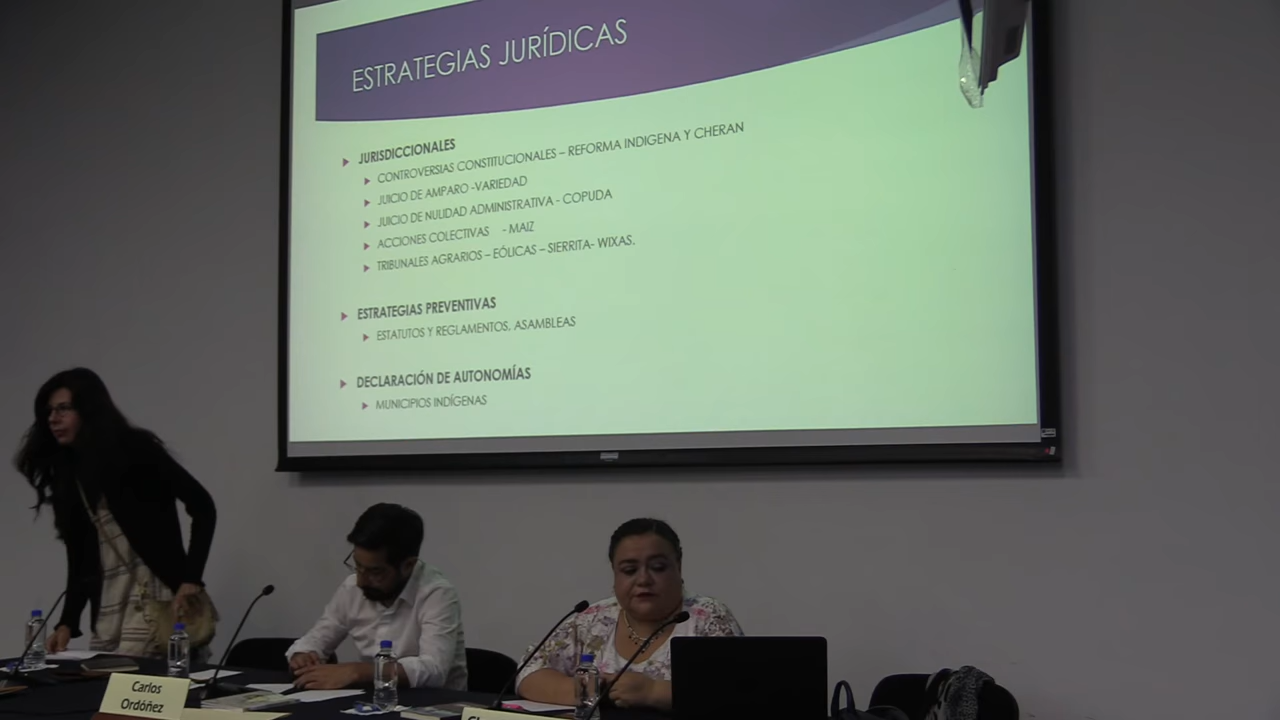 ESTRATEGIAS JURÍDICAS
JURISDICCIONALES
CONTROVERSIAS CONSTITUCIONALES – REFORMA INDIGENA Y CHERAN
JUICIO DE AMPARO -VARIEDAD
JUICIO DE NULIDAD ADMINISTRATIVA - COPUDA
ACCIONES COLECTIVAS - MAIZ
TRIBUNALES AGRARIOS – EÓLICAS – SIERRITA- WIXAS.
ESTRATEGIAS PREVENTIVAS
ESTATUTOS Y REGLAMENTOS. ASAMBLEAS
DECLARACIÓN DE AUTONOMÍAS
MUNICIPIOS INDÍGENAS
Carlos
Ordóñez